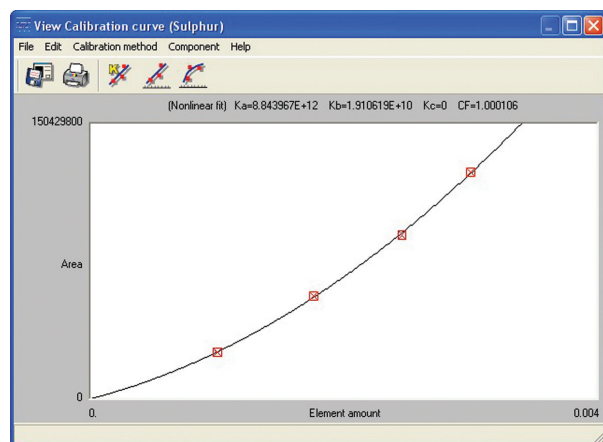 View Calibration curve (Sulphur)
File Edit Calibration method Component Help
(Nonlinear fit) Ka=8.843967E+12 Kb=1.910619E+10 Kc=0 CF=1.000106
150429800
Area
0
0. Element amount 0.004